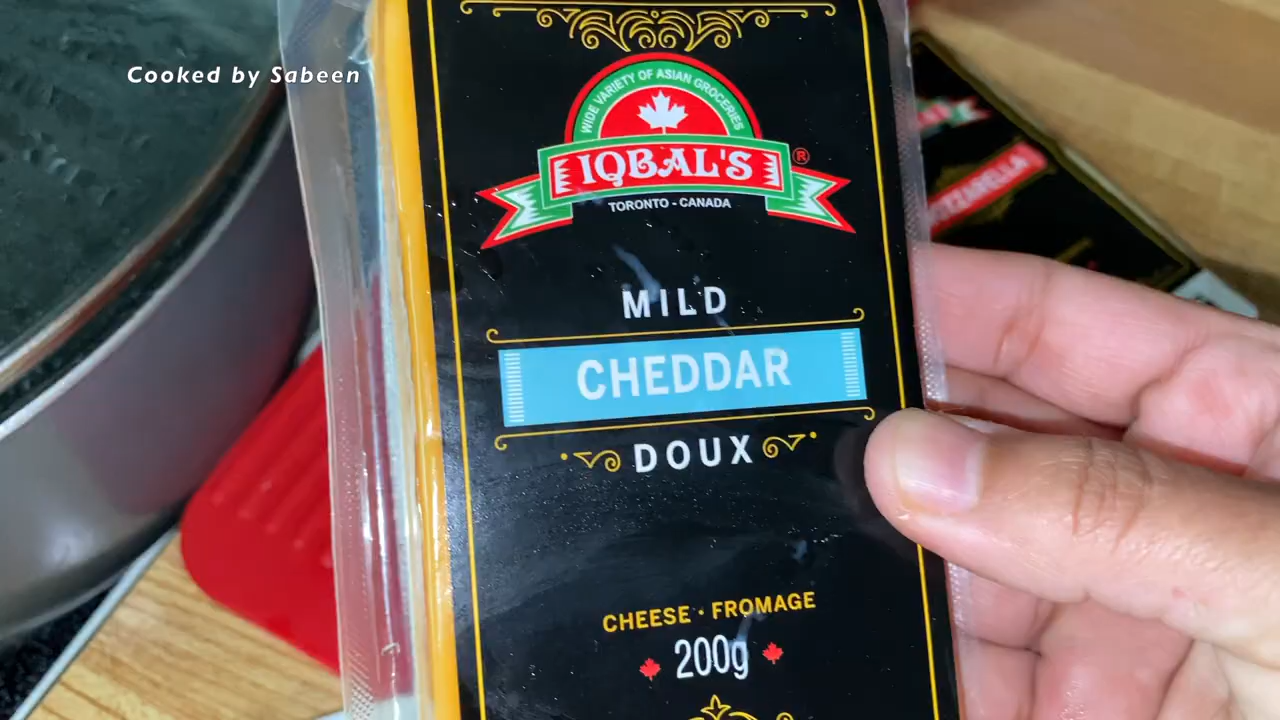 Cooked by Sabeen
WIDE VARIETY OF ASIAN GROCERIES
IQBAL'S ®
TORONTO - CANADA
MILD
CHEDDAR
DOUX
CHEESE · FROMAGE
200g